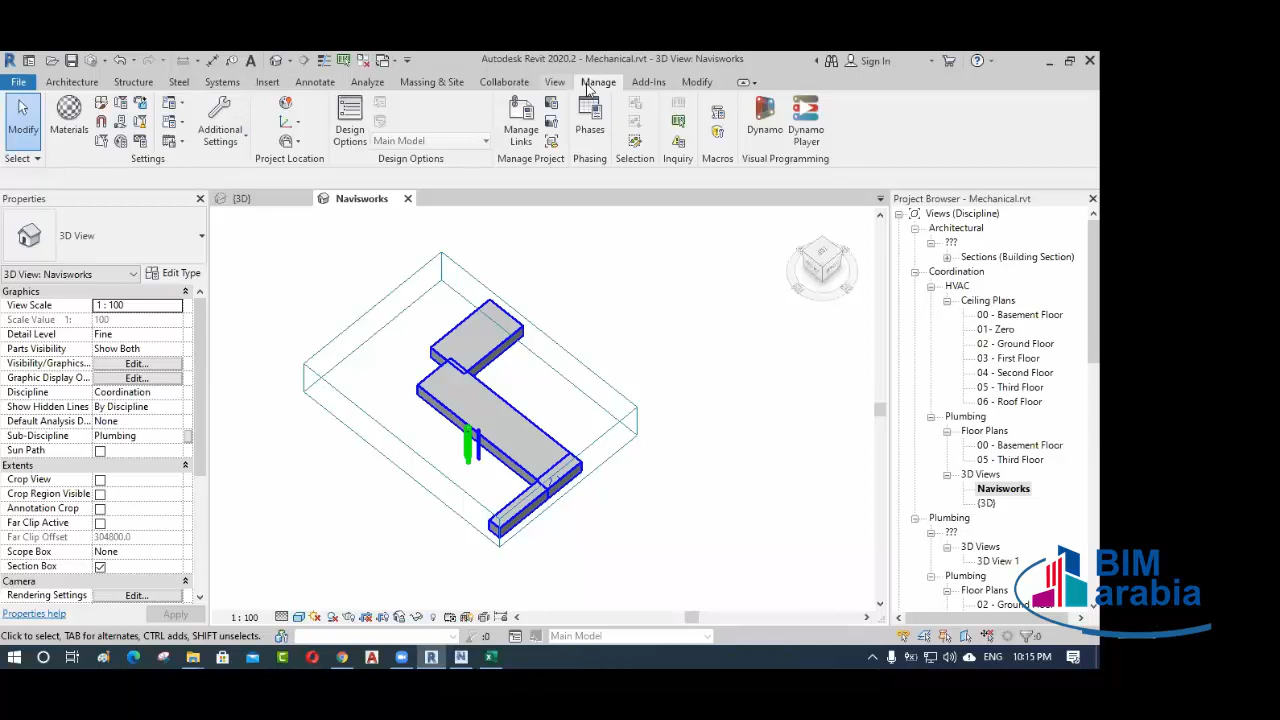 Autodesk Revit 2020.2 - Mechanical.rvt - 3D View: Navisworks
Sign In
File Architecture Structure Steel Systems Insert Annotate Analyze Massing & Site Collaborate View Manage Add-Ins Modify
Modify
Materials
Additional
Settings
Design
Options
Main Model
Manage
Links
Phases
Dynamo
Dynamo
Player
Select Settings Project Location Design Options Manage Project Phasing Selection Inquiry Macros Visual Programming
Properties
{3D}
Navisworks
Project Browser - Mechanical.rvt
3D View
3D View: Navisworks
Edit Type
Graphics
View Scale 1 : 100
Scale Value 1: 100
Detail Level Fine
Parts Visibility Show Both
Visibility/Graphics... Edit...
Graphic Display O... Edit...
Discipline Coordination
Show Hidden Lines By Discipline
Default Analysis D... None
Sub-Discipline Plumbing
Sun Path
Extents
Crop View
Crop Region Visible
Annotation Crop
Far Clip Active
Far Clip Offset 304800.0
Scope Box None
Section Box
Camera
Rendering Settings Edit...
Properties help
Apply
Views (Discipline)
Architectural
???
Sections (Building Section)
Coordination
HVAC
Ceiling Plans
00 - Basement Floor
01- Zero
02 - Ground Floor
03 - First Floor
04 - Second Floor
05 - Third Floor
06 - Roof Floor
Plumbing
Floor Plans
00 - Basement Floor
05 - Third Floor
3D Views
Navisworks
{3D}
Plumbing
???
3D Views
3D View 1
Plumbing
Floor Plans
BIM
arabia
1 : 100
Click to select, TAB for alternates, CTRL adds, SHIFT unselects.
:0
Main Model
:0
ENG
10:15 PM